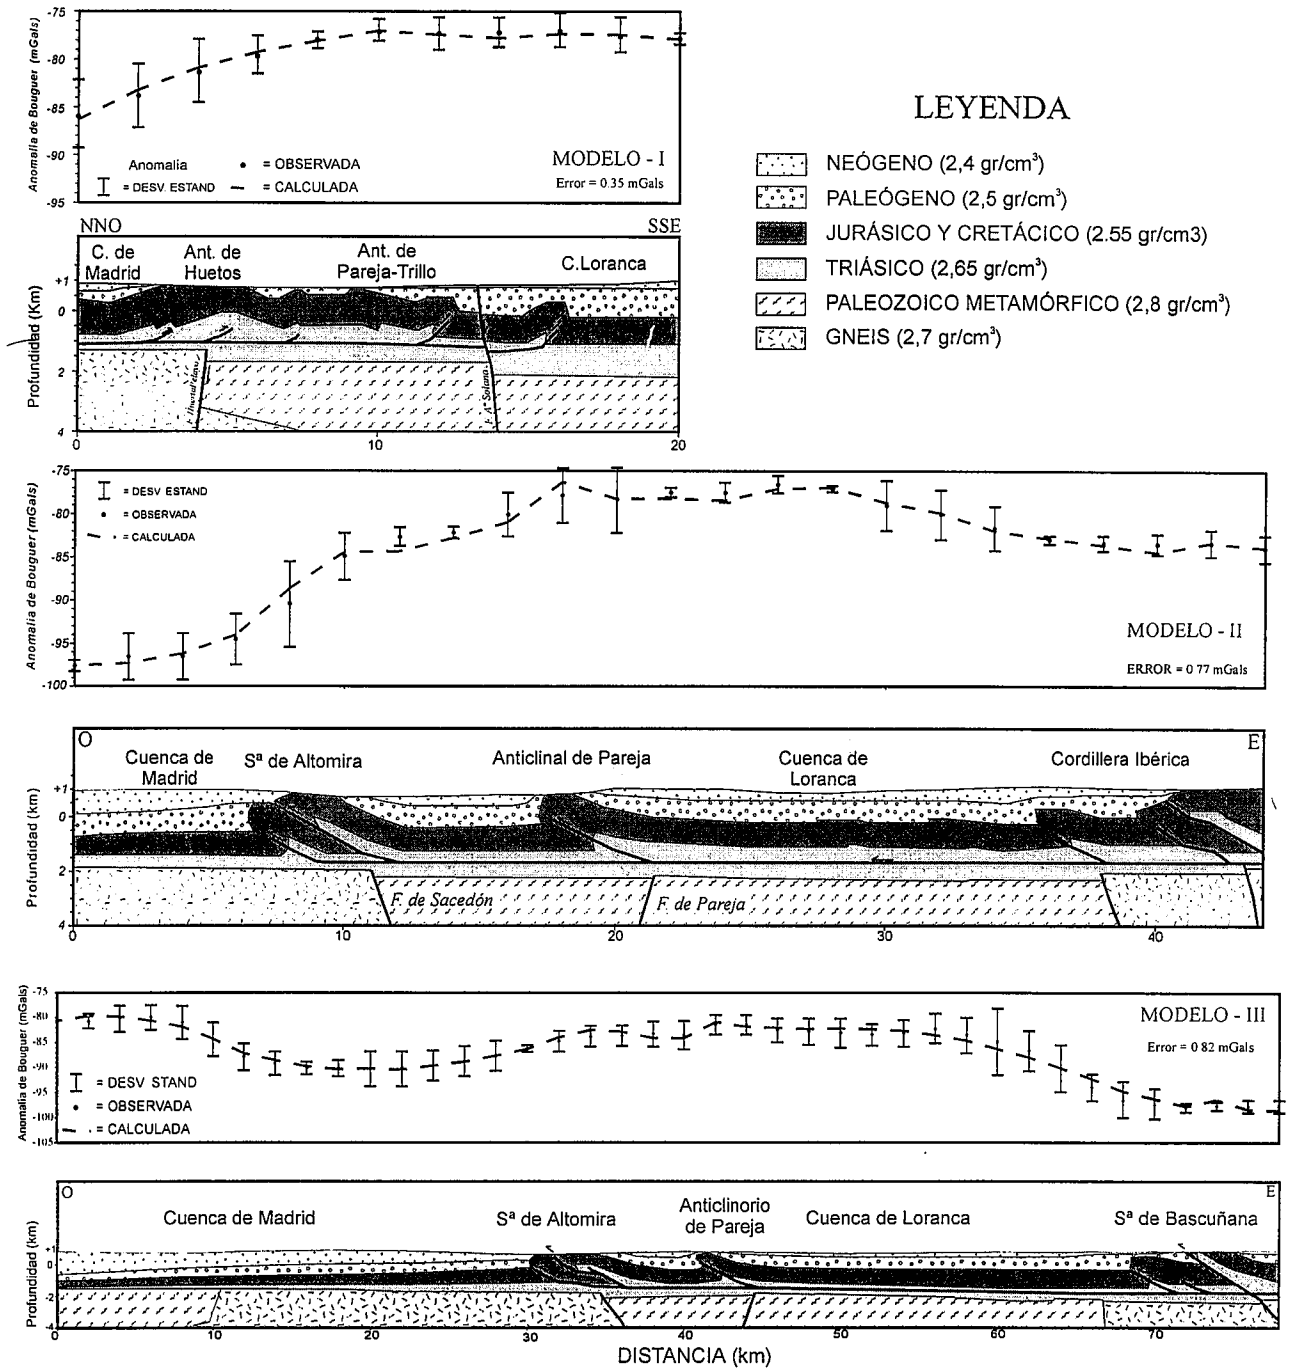 -75
-80
-85
-90
-95
Anomalía de Bouguer (mGals)
Anomalia
= OBSERVADA
= DESV. ESTAND
= CALCULADA
MODELO - I
Error = 0.35 mGals
LEYENDA
NEÓGENO (2,4 gr/cm³)
PALEÓGENO (2,5 gr/cm³)
JURÁSICO Y CRETÁCICO (2.55 gr/cm3)
TRIÁSICO (2,65 gr/cm³)
PALEOZOICO METAMÓRFICO (2,8 gr/cm³)
GNEIS (2,7 gr/cm³)
NNO
SSE
C. de
Madrid
Ant. de
Huetos
Ant. de
Pareja-Trillo
C.Loranca
Profundidad (Km)
+1
0
2
4
0
10
20
-75
-80
-85
-90
-95
-100
Anomalía de Bouguer (mGals)
= DESV ESTAND
= OBSERVADA
= CALCULADA
MODELO - II
ERROR = 0 77 mGals
O
E
Cuenca de
Madrid
Sª de Altomira
Anticlinal de Pareja
Cuenca de
Loranca
Cordillera Ibérica
Profundidad (km)
+1
0
2
4
F. de Sacedón
F. de Pareja
0
10
20
30
40
-75
-80
-85
-90
-95
-100
-105
Anomalía de Bouguer (mGals)
MODELO - III
Error = 0 82 mGals
= DESV STAND
= OBSERVADA
= CALCULADA
O
E
Cuenca de Madrid
Sª de Altomira
Anticlinorio
de Pareja
Cuenca de Loranca
Sª de Bascuñana
Profundidad (km)
+1
0
-2
-4
0
10
20
30
40
50
60
70
DISTANCIA (km)